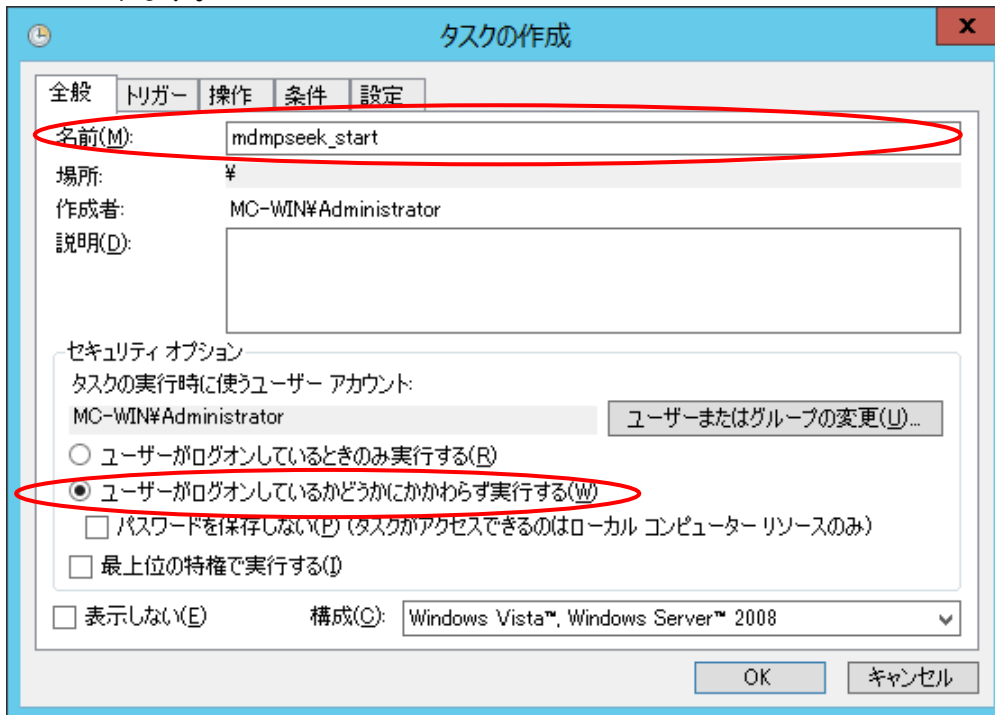 タスクの作成
x
全般 トリガー 操作 条件 設定
名前(M): mdmpseek_start
場所: ¥
作成者: MC-WIN¥Administrator
説明(D):
セキュリティ オプション
タスクの実行時に使うユーザー アカウント:
MC-WIN¥Administrator ユーザーまたはグループの変更(U)...
ユーザーがログオンしているときのみ実行する(R)
ユーザーがログオンしているかどうかにかかわらず実行する(W)
パスワードを保存しない(P) (タスクがアクセスできるのはローカル コンピューター リソースのみ)
最上位の特権で実行する(I)
表示しない(E) 構成(C): Windows Vista™, Windows Server™ 2008
OK キャンセル